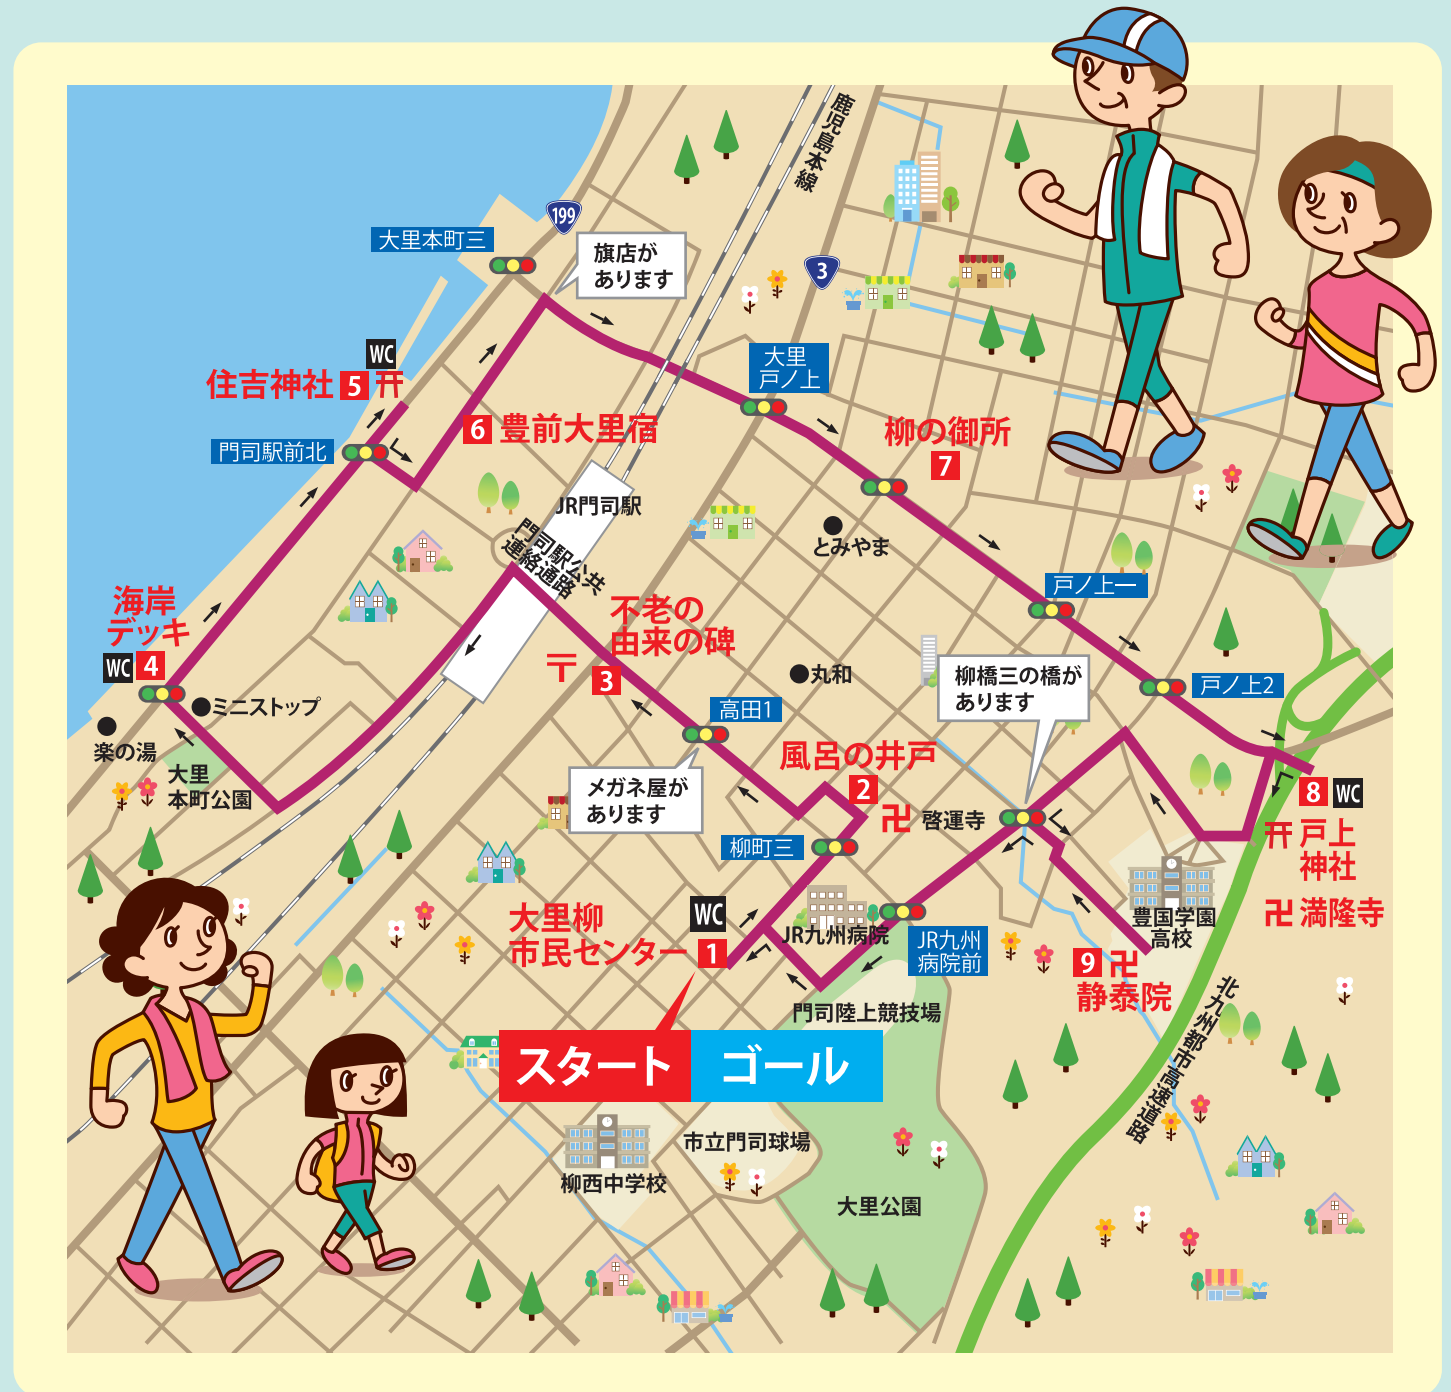 鹿児島本線
199
大里本町三
旗店が
あります
3
WC
住吉神社 5
大里
戸ノ上
門司駅前北
6 豊前大里宿
柳の御所
7
JR門司駅
門司駅公共
連絡通路
とみやま
戸ノ上一
海岸
デッキ
WC 4
不老の
由来の碑
〒 3
丸和
柳橋三の橋が
あります
戸ノ上2
ミニストップ
楽の湯
高田1
大里
本町公園
風呂の井戸
2
メガネ屋が
あります
卍 啓運寺
8 WC
戸上
神社
柳町三
豊国学園
高校
卍 満隆寺
大里柳
市民センター 1
WC
JR九州病院
JR九州
病院前
9 卍
静泰院
門司陸上競技場
北九州都市高速道路
スタート ゴール
市立門司球場
柳西中学校
大里公園